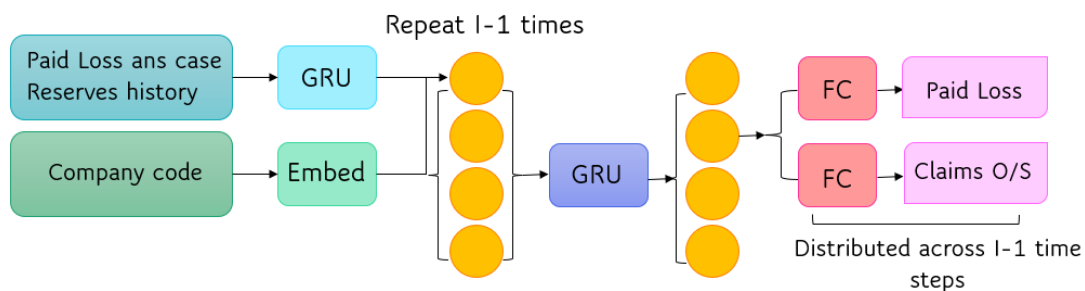 Repeat I-1 times
Paid Loss ans case
Reserves history
GRU
Company code
Embed
GRU
FC
Paid Loss
FC
Claims O/S
Distributed across I-1 time
steps